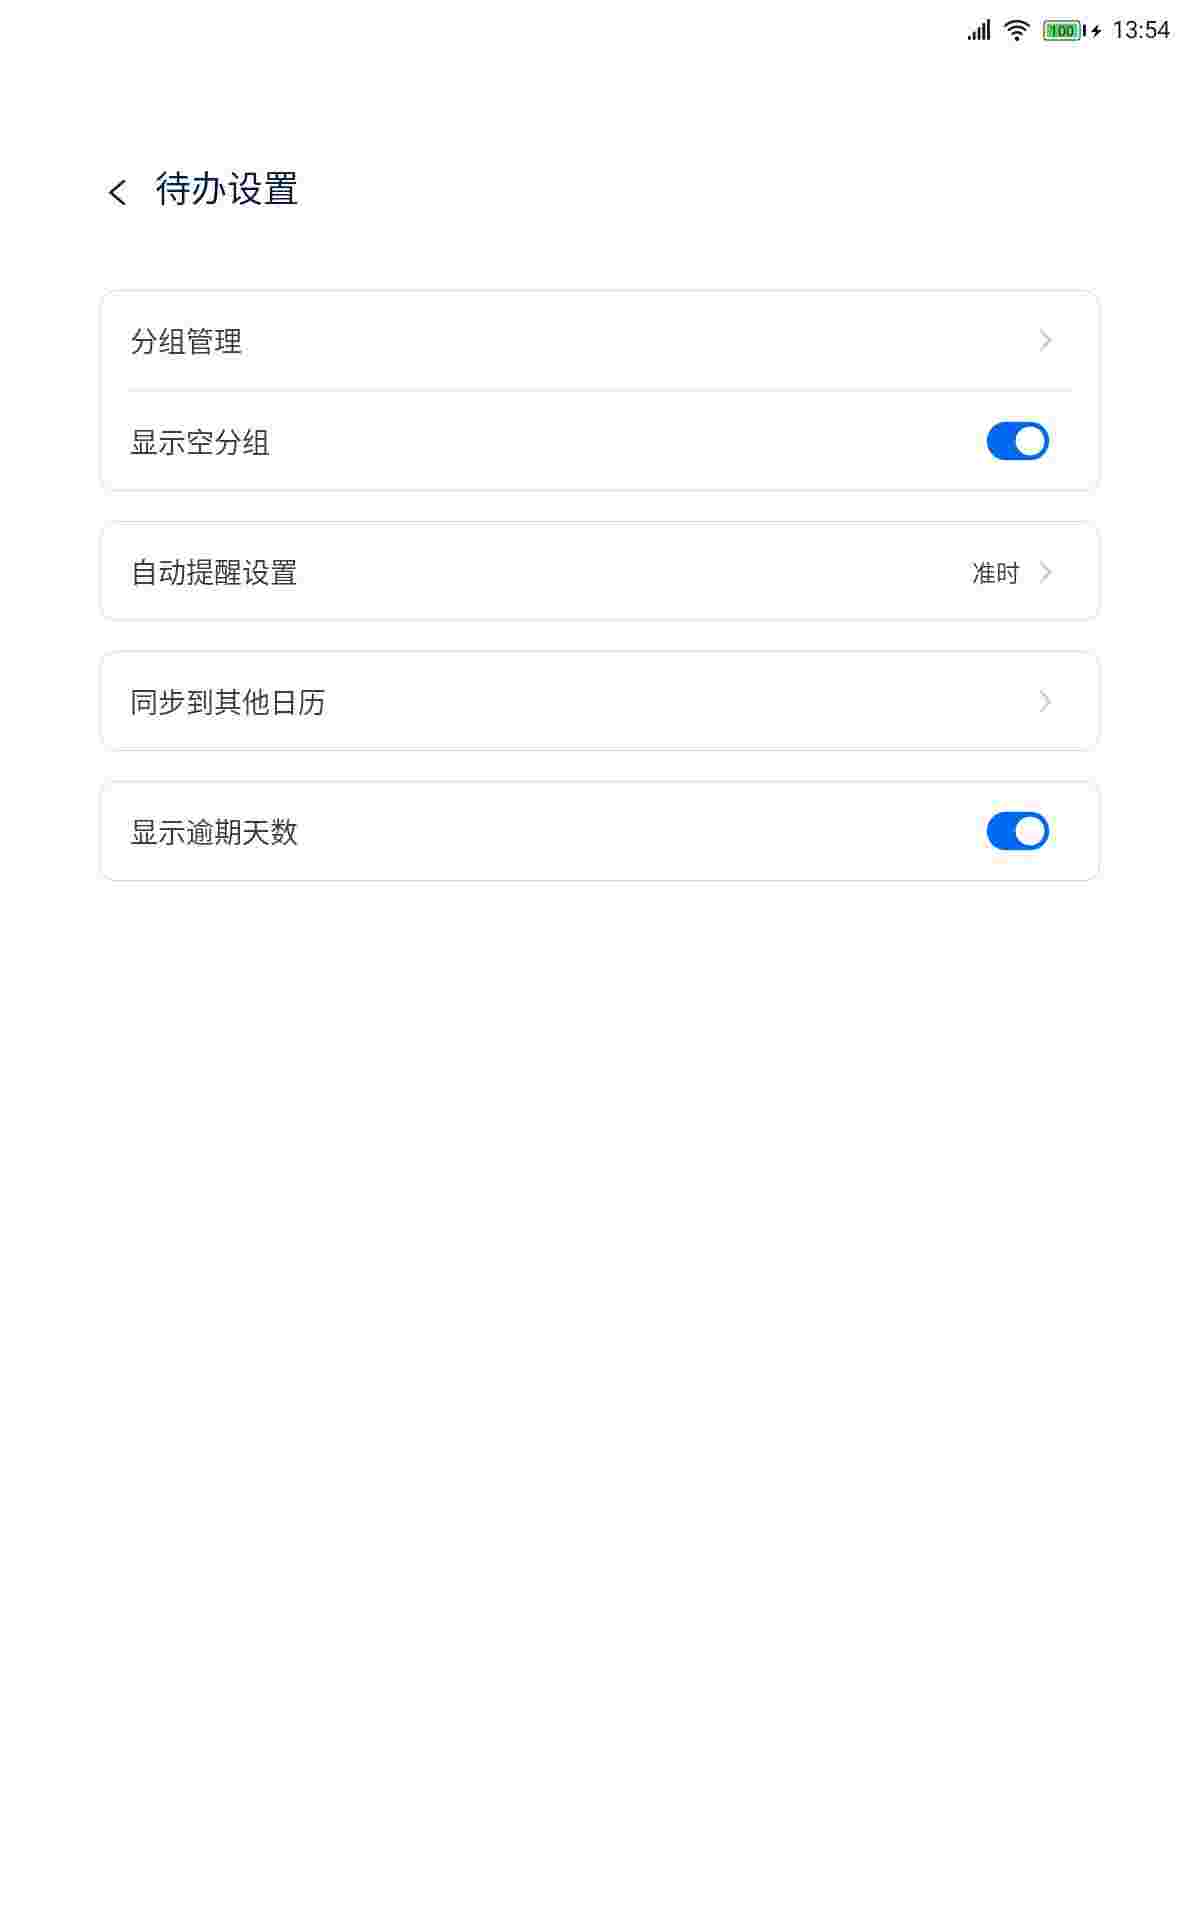 100 13:54
待办设置
分组管理
显示空分组
自动提醒设置 准时
同步到其他日历
显示逾期天数